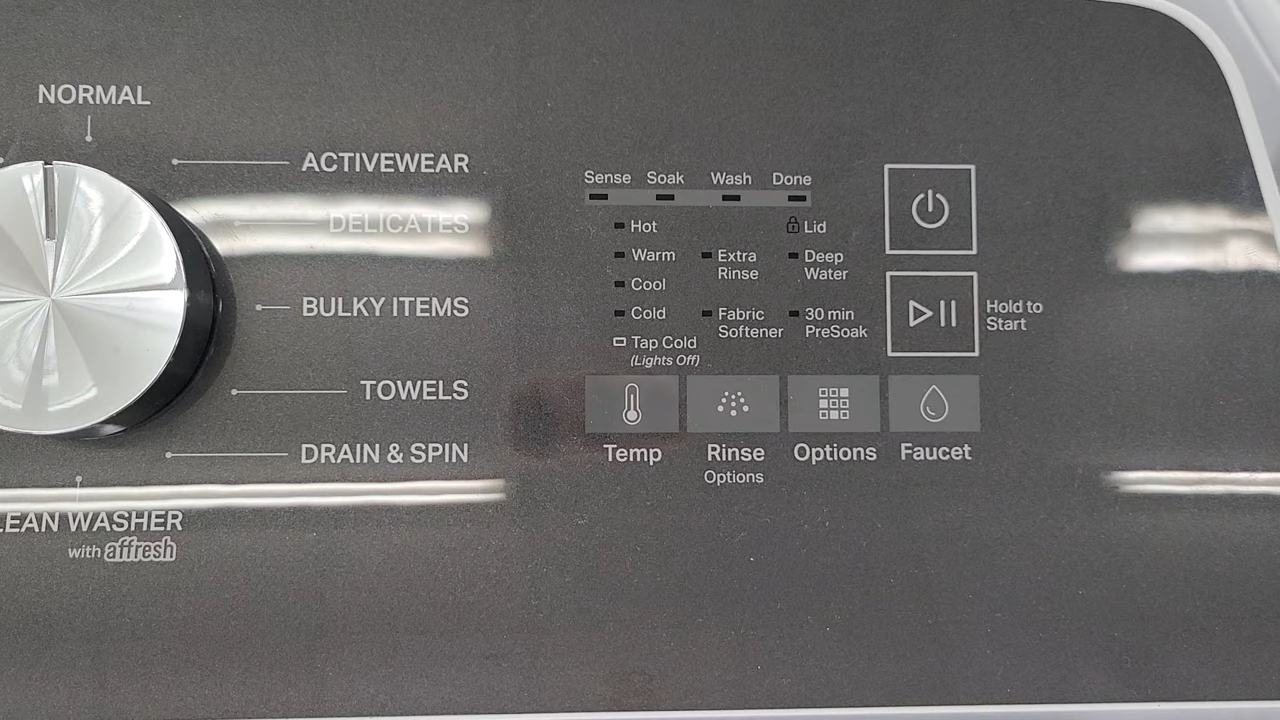 NORMAL
ACTIVEWEAR
DELICATES
BULKY ITEMS
TOWELS
DRAIN & SPIN
WASHER
with affresh
Sense Soak Wash Done
Hot
Lid
Warm
Extra
Rinse
Deep
Water
Cool
Cold
Fabric
Softener
30 min
PreSoak
Tap Cold
(Lights Off)
Hold to
Start
Temp
Rinse
Options
Options
Faucet